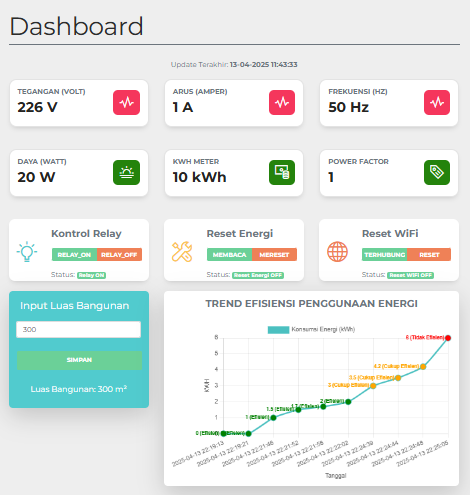 Dashboard
Update Terakhir: 13-04-2025 11:43:33
TEGANGAN (VOLT)
226 V
ARUS (AMPER)
1 A
FREKUENSI (HZ)
50 Hz
DAYA (WATT)
20 W
KWH METER
10 kWh
POWER FACTOR
1
Kontrol Relay
RELAY_ON RELAY_OFF
Status: Relay ON
Reset Energi
MEMBACA MERESET
Status: Reset Energi OFF
Reset WiFi
TERHUBUNG RESET
Status: Reset WiFi OFF
Input Luas Bangunan
300
SIMPAN
Luas Bangunan: 300 m²
TREND EFISIENSI PENGGUNAAN ENERGI
Konsumsi Energi (kWh)
kWH
6
5
4
3
2
1
0
0 (Efisien)
1 (Efisien)
1.5 (Efisien)
1.7 (Efisien)
2 (Efisien)
3 (Cukup Efisien)
3.5 (Cukup Efisien)
4.2 (Cukup Efisien)
6 (Tidak Efisien)
2025-04-13 22:19:13
2025-04-13 22:19:21
2025-04-13 22:21:46
2025-04-13 22:21:52
2025-04-13 22:21:58
2025-04-13 22:22:02
2025-04-13 22:24:39
2025-04-13 22:24:44
2025-04-13 22:24:48
2025-04-13 22:25:05
Tanggal